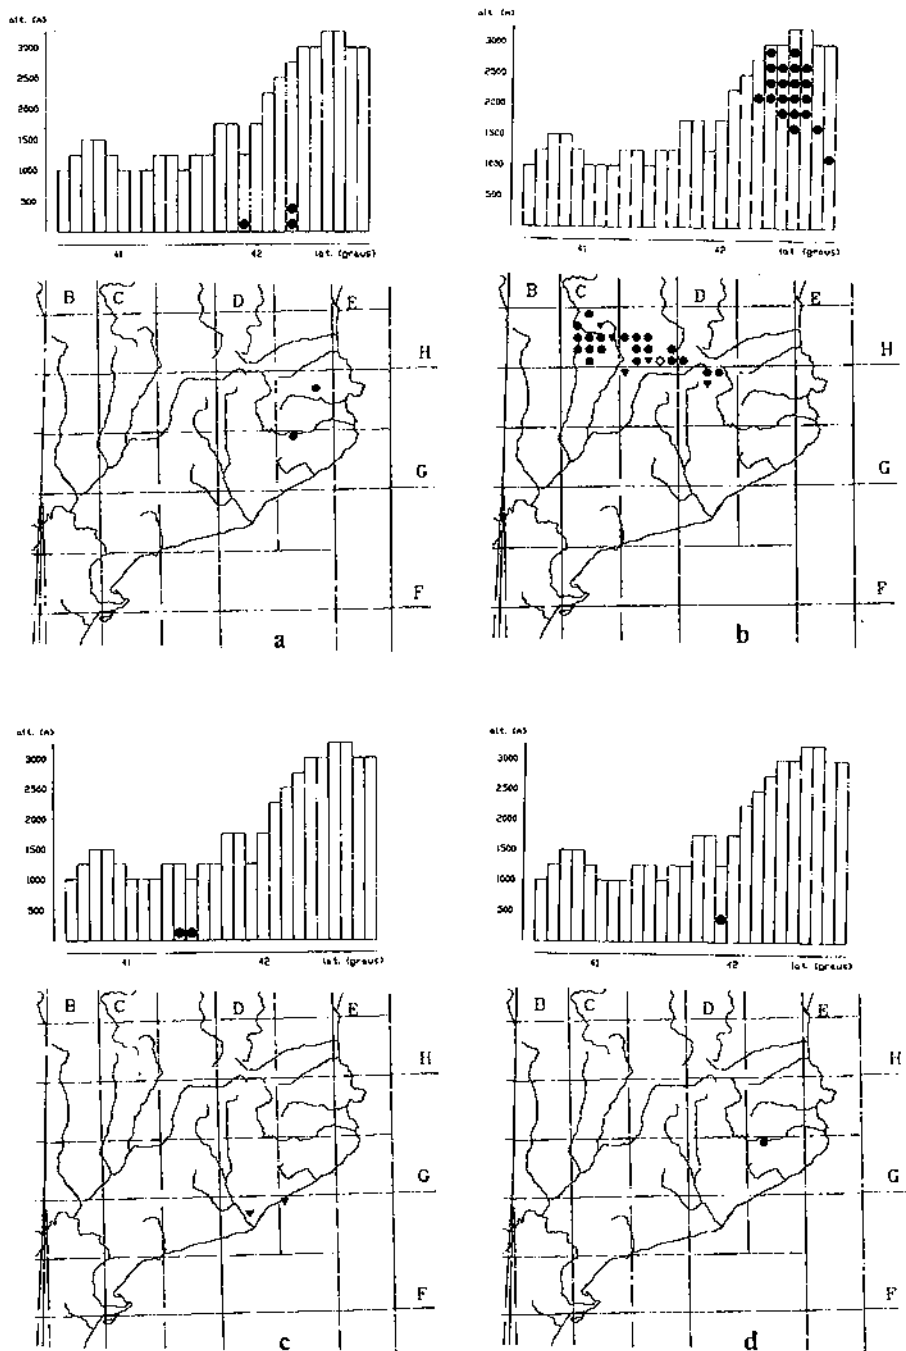 alt. (m)
3000
2500
2000
1500
1000
500
41
42
lat. (graus)
B
C
D
E
H
G
F
a
alt. (m)
3000
2500
2000
1500
1000
500
41
42
lat. (graus)
B
C
D
E
H
G
F
b
alt. (m)
3000
2500
2000
1500
1000
500
41
42
lat. (graus)
B
C
D
E
H
G
F
c
alt. (m)
3000
2500
2000
1500
1000
500
41
42
lat. (graus)
B
C
D
E
H
G
F
d